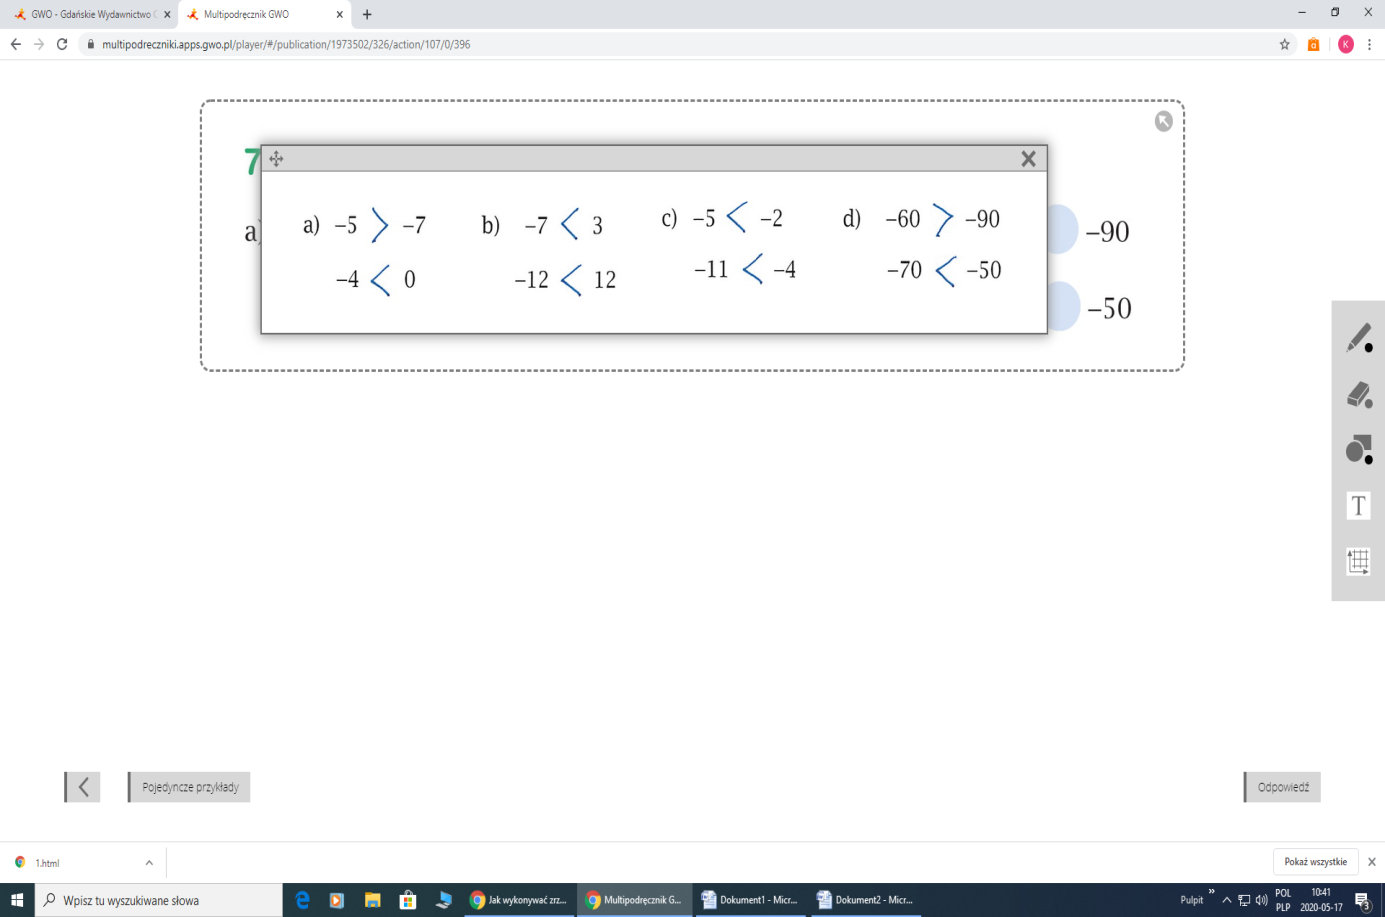 GWO - Gdańskie Wydawnictwo
Multipodręcznik GWO
multipodreczniki.apps.gwo.pl/player/#/publication/1973502/326/action/107/0/396
K
7
a) -5 > -7 b) -7 < 3 c) -5 < -2 d) -60 > -90
-4 < 0 -12 < 12 -11 < -4 -70 < -50
a) -90
-50
T
Pojedyncze przykłady
Odpowiedź
1.html
Pokaż wszystkie
Wpisz tu wyszukiwane słowa
Jak wykonywać zrz...
Multipodręcznik G...
Dokument1 - Micr...
Dokument2 - Micr...
Pulpit
POL
PLP
10:41
2020-05-17
3